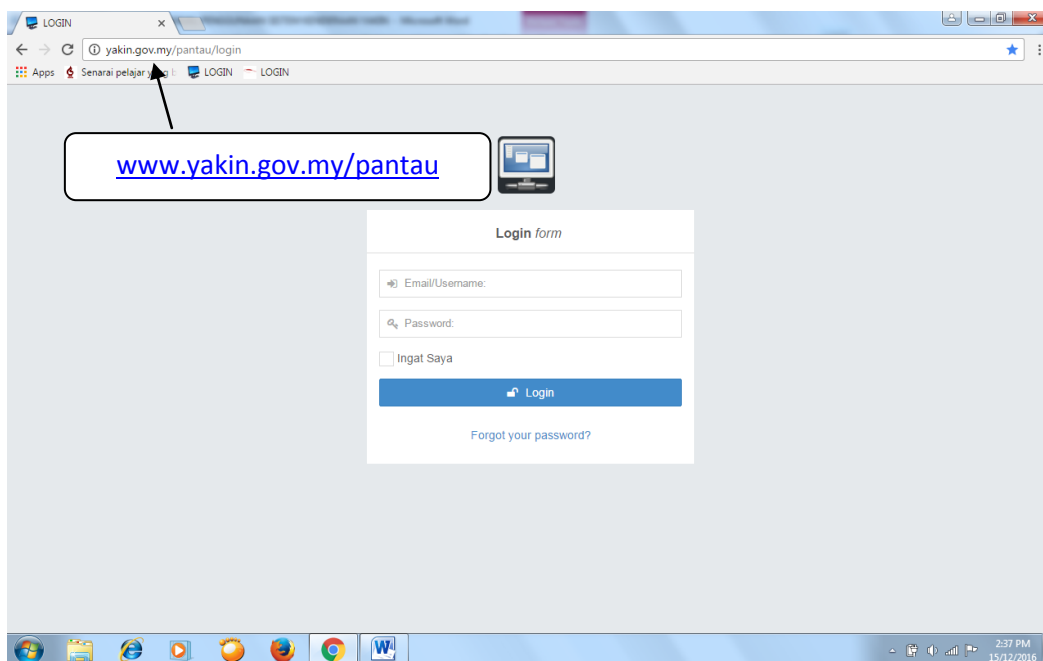 LOGIN
yakin.gov.my/pantau/login
Apps Senarai pelajar LOGIN LOGIN
www.yakin.gov.my/pantau
Login form
Email/Username:
Password:
Ingat Saya
Login
Forgot your password?
2:37 PM
15/12/2016